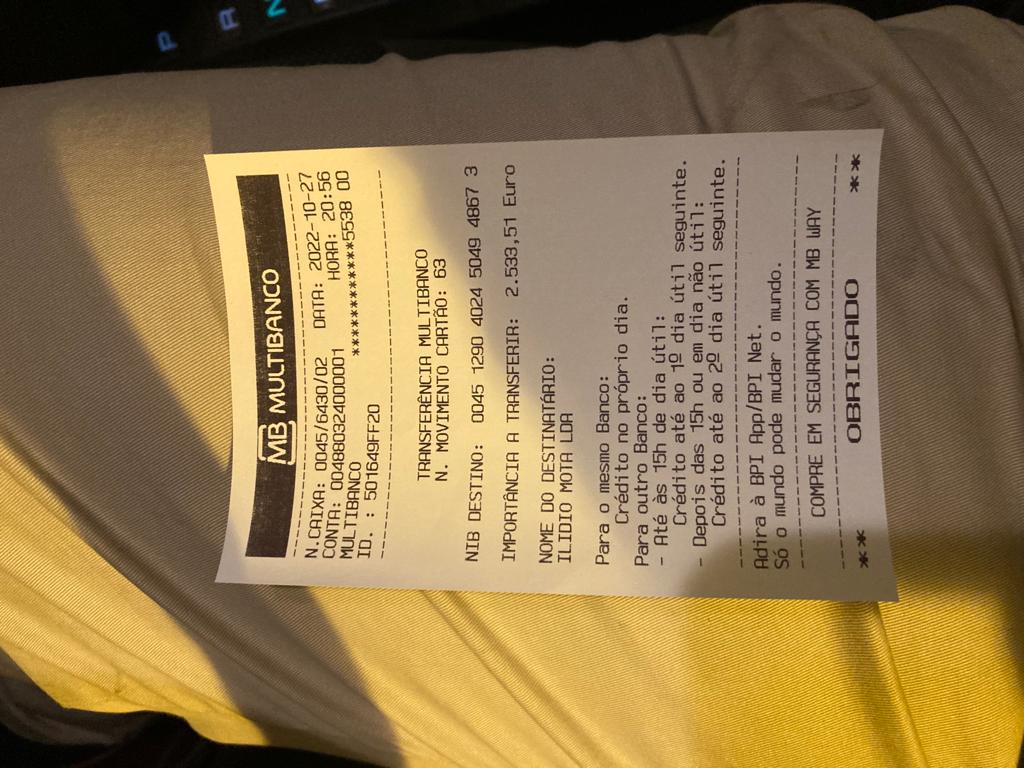 P
R
N
MB MULTIBANCO
N.CAIXA: 0045/6430/02 DATA: 2022-10-27
CONTA: 0048803240000001 HORA: 20:56
MULTIBANCO ***********5538 00
ID. : 501649FF20
TRANSFERÊNCIA MULTIBANCO
N. MOVIMENTO CARTÃO: 63
NIB DESTINO: 0045 1290 4024 5049 4867 3
IMPORTÂNCIA A TRANSFERIR: 2.533,51 Euro
NOME DO DESTINATÁRIO:
ILIDIO MOTA LDA
Para o mesmo Banco:
Crédito no próprio dia.
Para outro Banco:
- Até às 15h de dia útil:
Crédito até ao 1º dia útil seguinte.
- Depois das 15h ou em dia não útil:
Crédito até ao 2º dia útil seguinte.
Adira à BPI App/BPI Net.
Só o mundo pode mudar o mundo.
COMPRE EM SEGURANÇA COM MB WAY
** OBRIGADO **